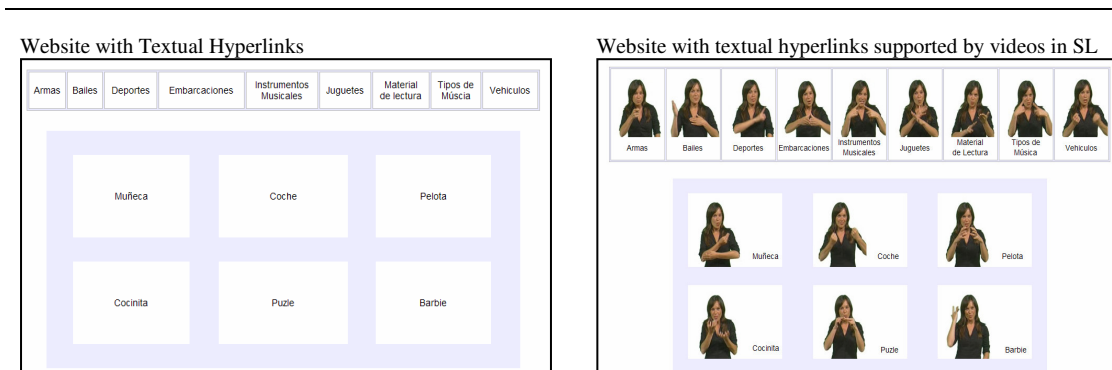 Website with Textual Hyperlinks
Armas Bailes Deportes Embarcaciones Instrumentos Musicales Juguetes Material de lectura Tipos de Múscia Vehiculos
Muñeca Coche Pelota
Cocinita Puzle Barbie
Website with textual hyperlinks supported by videos in SL
Armas Bailes Deportes Embarcaciones Instrumentos Musicales Juguetes Material de Lectura Tipos de Música Vehiculos
Muñeca Coche Pelota
Cocinita Puzle Barbie